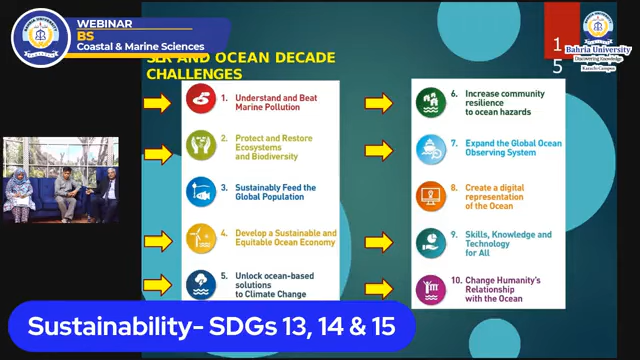 WEBINAR
BS
Coastal & Marine Sciences
SLR AND OCEAN DECADE
CHALLENGES
1
5
Bahria University
Discovering Knowledge
Karachi Campus
1. Understand and Beat
Marine Pollution
2. Protect and Restore
Ecosystems
and Biodiversity
3. Sustainably Feed the
Global Population
4. Develop a Sustainable and
Equitable Ocean Economy
5. Unlock ocean-based
solutions
to Climate Change
6. Increase community
resilience
to ocean hazards
7. Expand the Global Ocean
Observing System
8. Create a digital
representation
of the Ocean
9. Skills, Knowledge and
Technology
for All
10. Change Humanity's
Relationship
with the Ocean
Sustainability- SDGs 13, 14 & 15